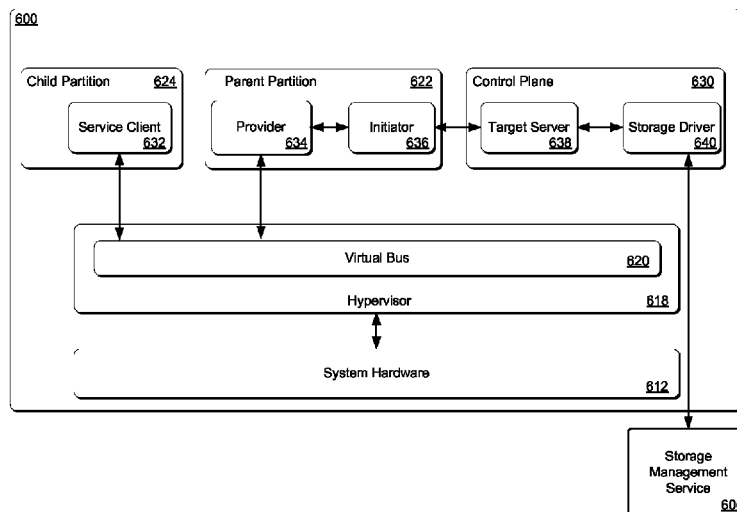 600
Child Partition 624
Service Client
632
Parent Partition 622
Provider
634
Initiator
636
Control Plane 630
Target Server
638
Storage Driver
640
Virtual Bus 620
Hypervisor 618
System Hardware 612
Storage
Management
Service